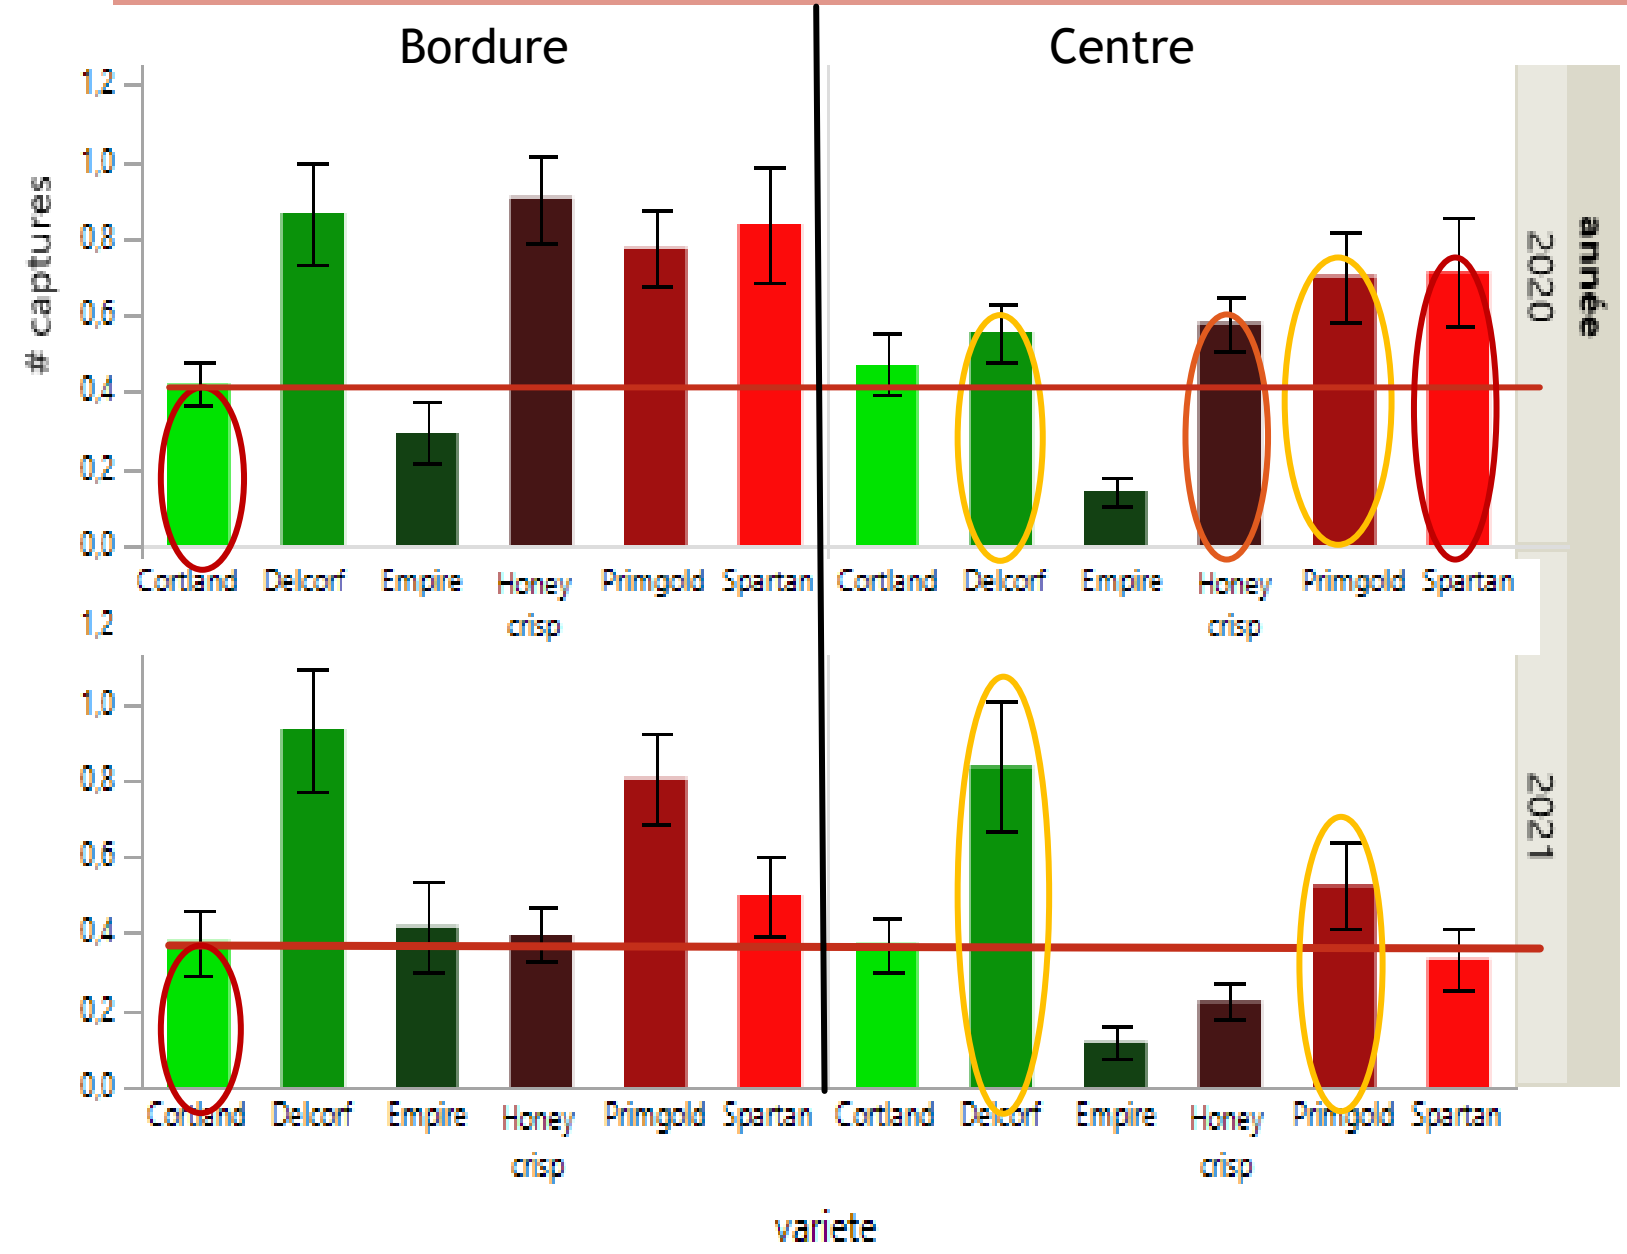 Bordure
Centre
# captures
1,2
1,0
0,8
0,6
0,4
0,2
0,0
Cortland Delcorf Empire Honey crisp Primgold Spartan
Cortland Delcorf Empire Honey crisp Primgold Spartan
2020
année
1,2
1,0
0,8
0,6
0,4
0,2
0,0
Cortland Delcorf Empire Honey crisp Primgold Spartan
Cortland Delcorf Empire Honey crisp Primgold Spartan
2021
variete